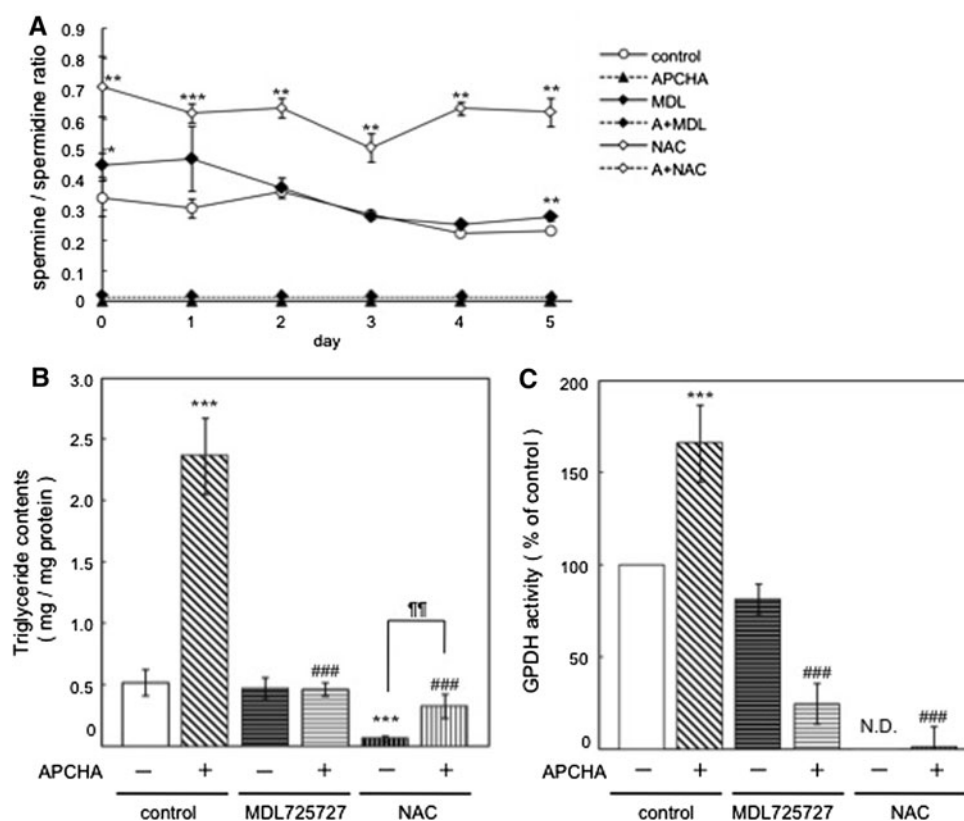 A
spermine / spermidine ratio
0.9
0.8
0.7
0.6
0.5
0.4
0.3
0.2
0.1
0
**
*
***
**
**
**
**
**
0 1 2 3 4 5
day
control
APCHA
MDL
A+MDL
NAC
A+NAC
B
Triglyceride contents
( mg / mg protein )
3.0
2.5
2.0
1.5
1.0
0.5
0
***
###
***
¶¶
###
APCHA − + − + − +
control MDL725727 NAC
C
GPDH activity ( % of control )
200
150
100
50
0
***
###
N.D.
###
APCHA − + − + − +
control MDL725727 NAC